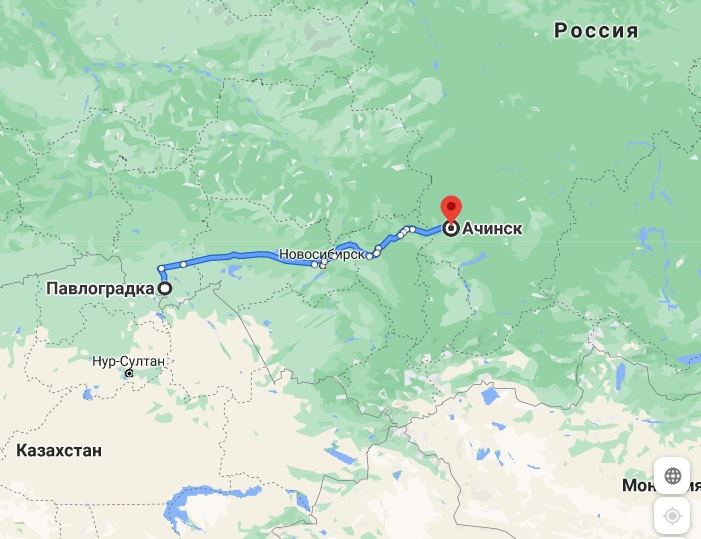 Россия
Ачинск
Новосибирск
Павлоградка
Нур-Султан
Казахстан